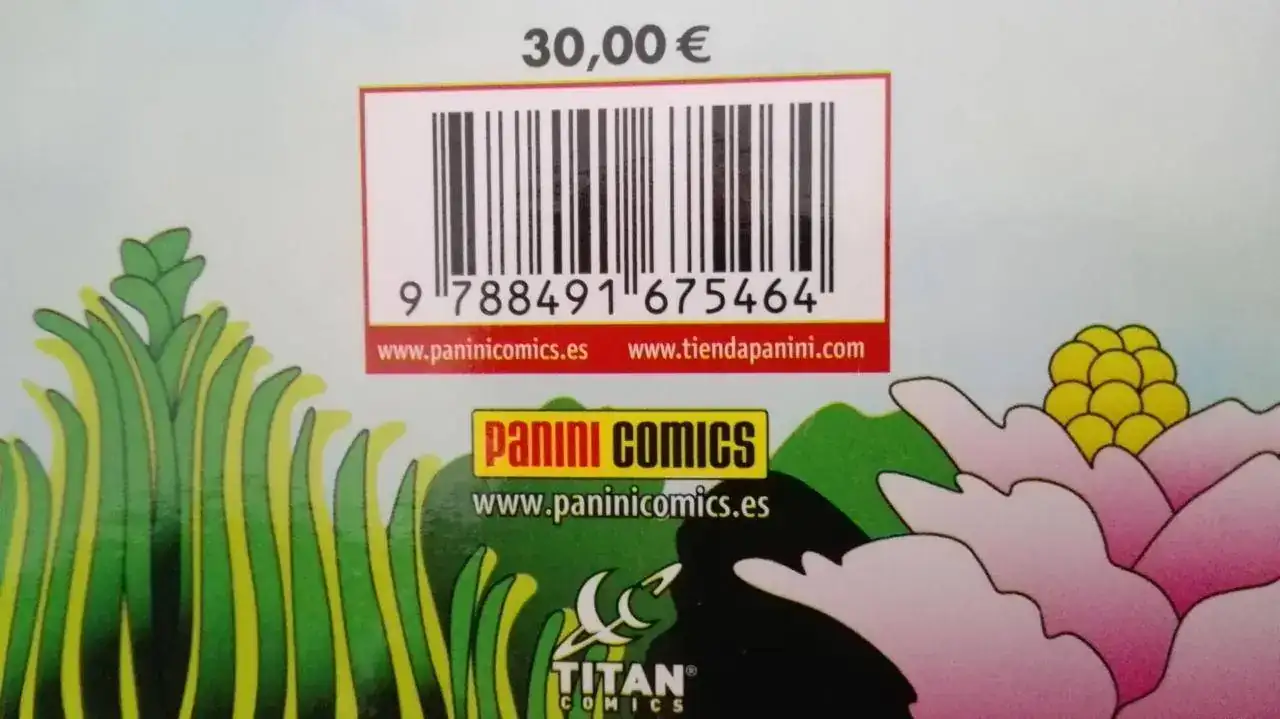 30,00 €
9 788491 675464
www.paninicomics.es www.tiendapanini.com
PANINI COMICS
www.paninicomics.es
TITAN®
COMICS